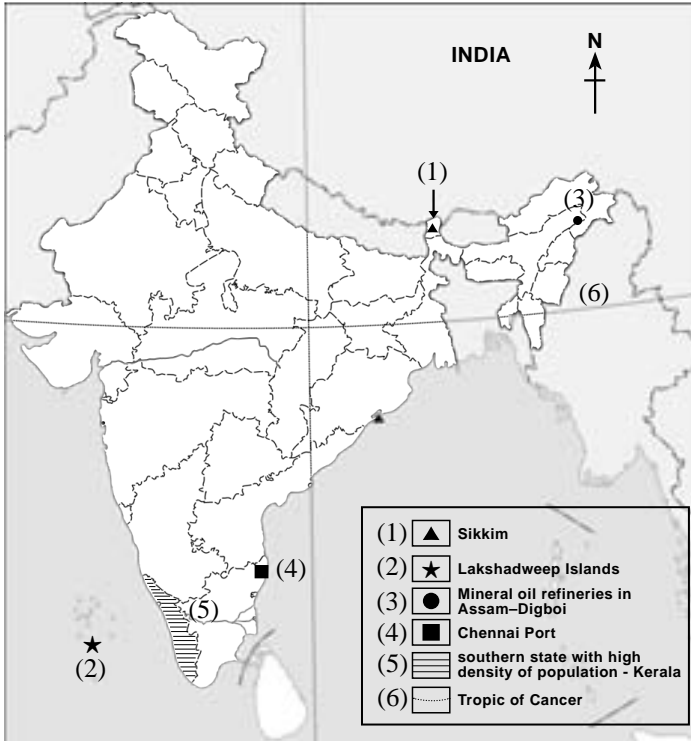 INDIA
N
(1)
(3)
(6)
(4)
(5)
(2)
(1) Sikkim
(2) Lakshadweep Islands
(3) Mineral oil refineries in
Assam–Digboi
(4) Chennai Port
(5) southern state with high
density of population - Kerala
(6) Tropic of Cancer